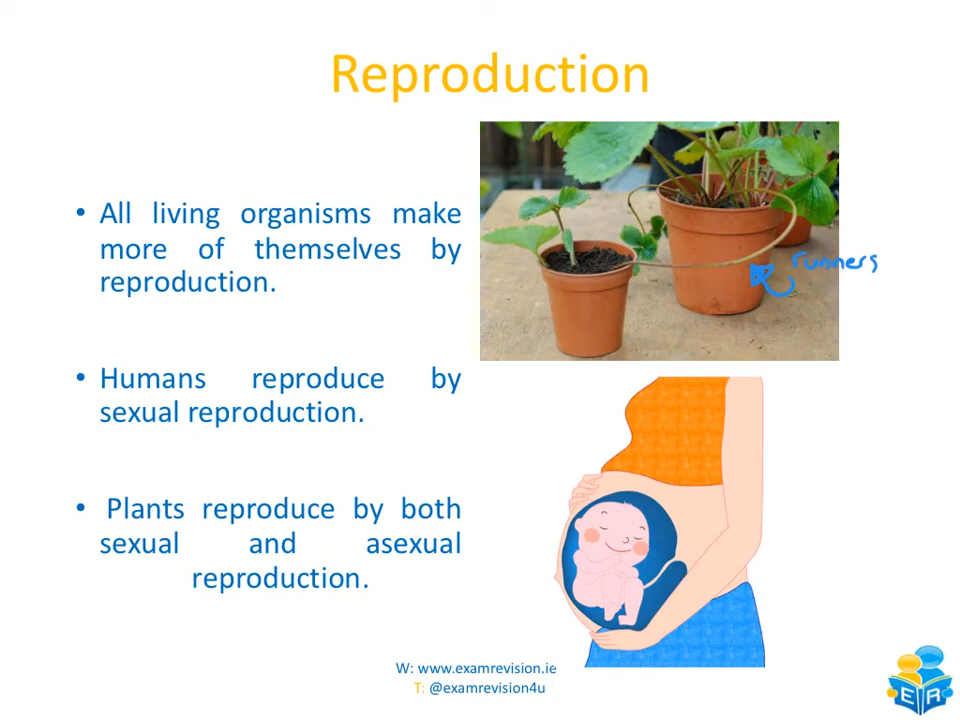 Reproduction
• All living organisms make
more of themselves by
reproduction.
runners
• Humans reproduce by
sexual reproduction.
• Plants reproduce by both
sexual and asexual
reproduction.
W: www.examrevision.ie
T: @examrevision4u
E R